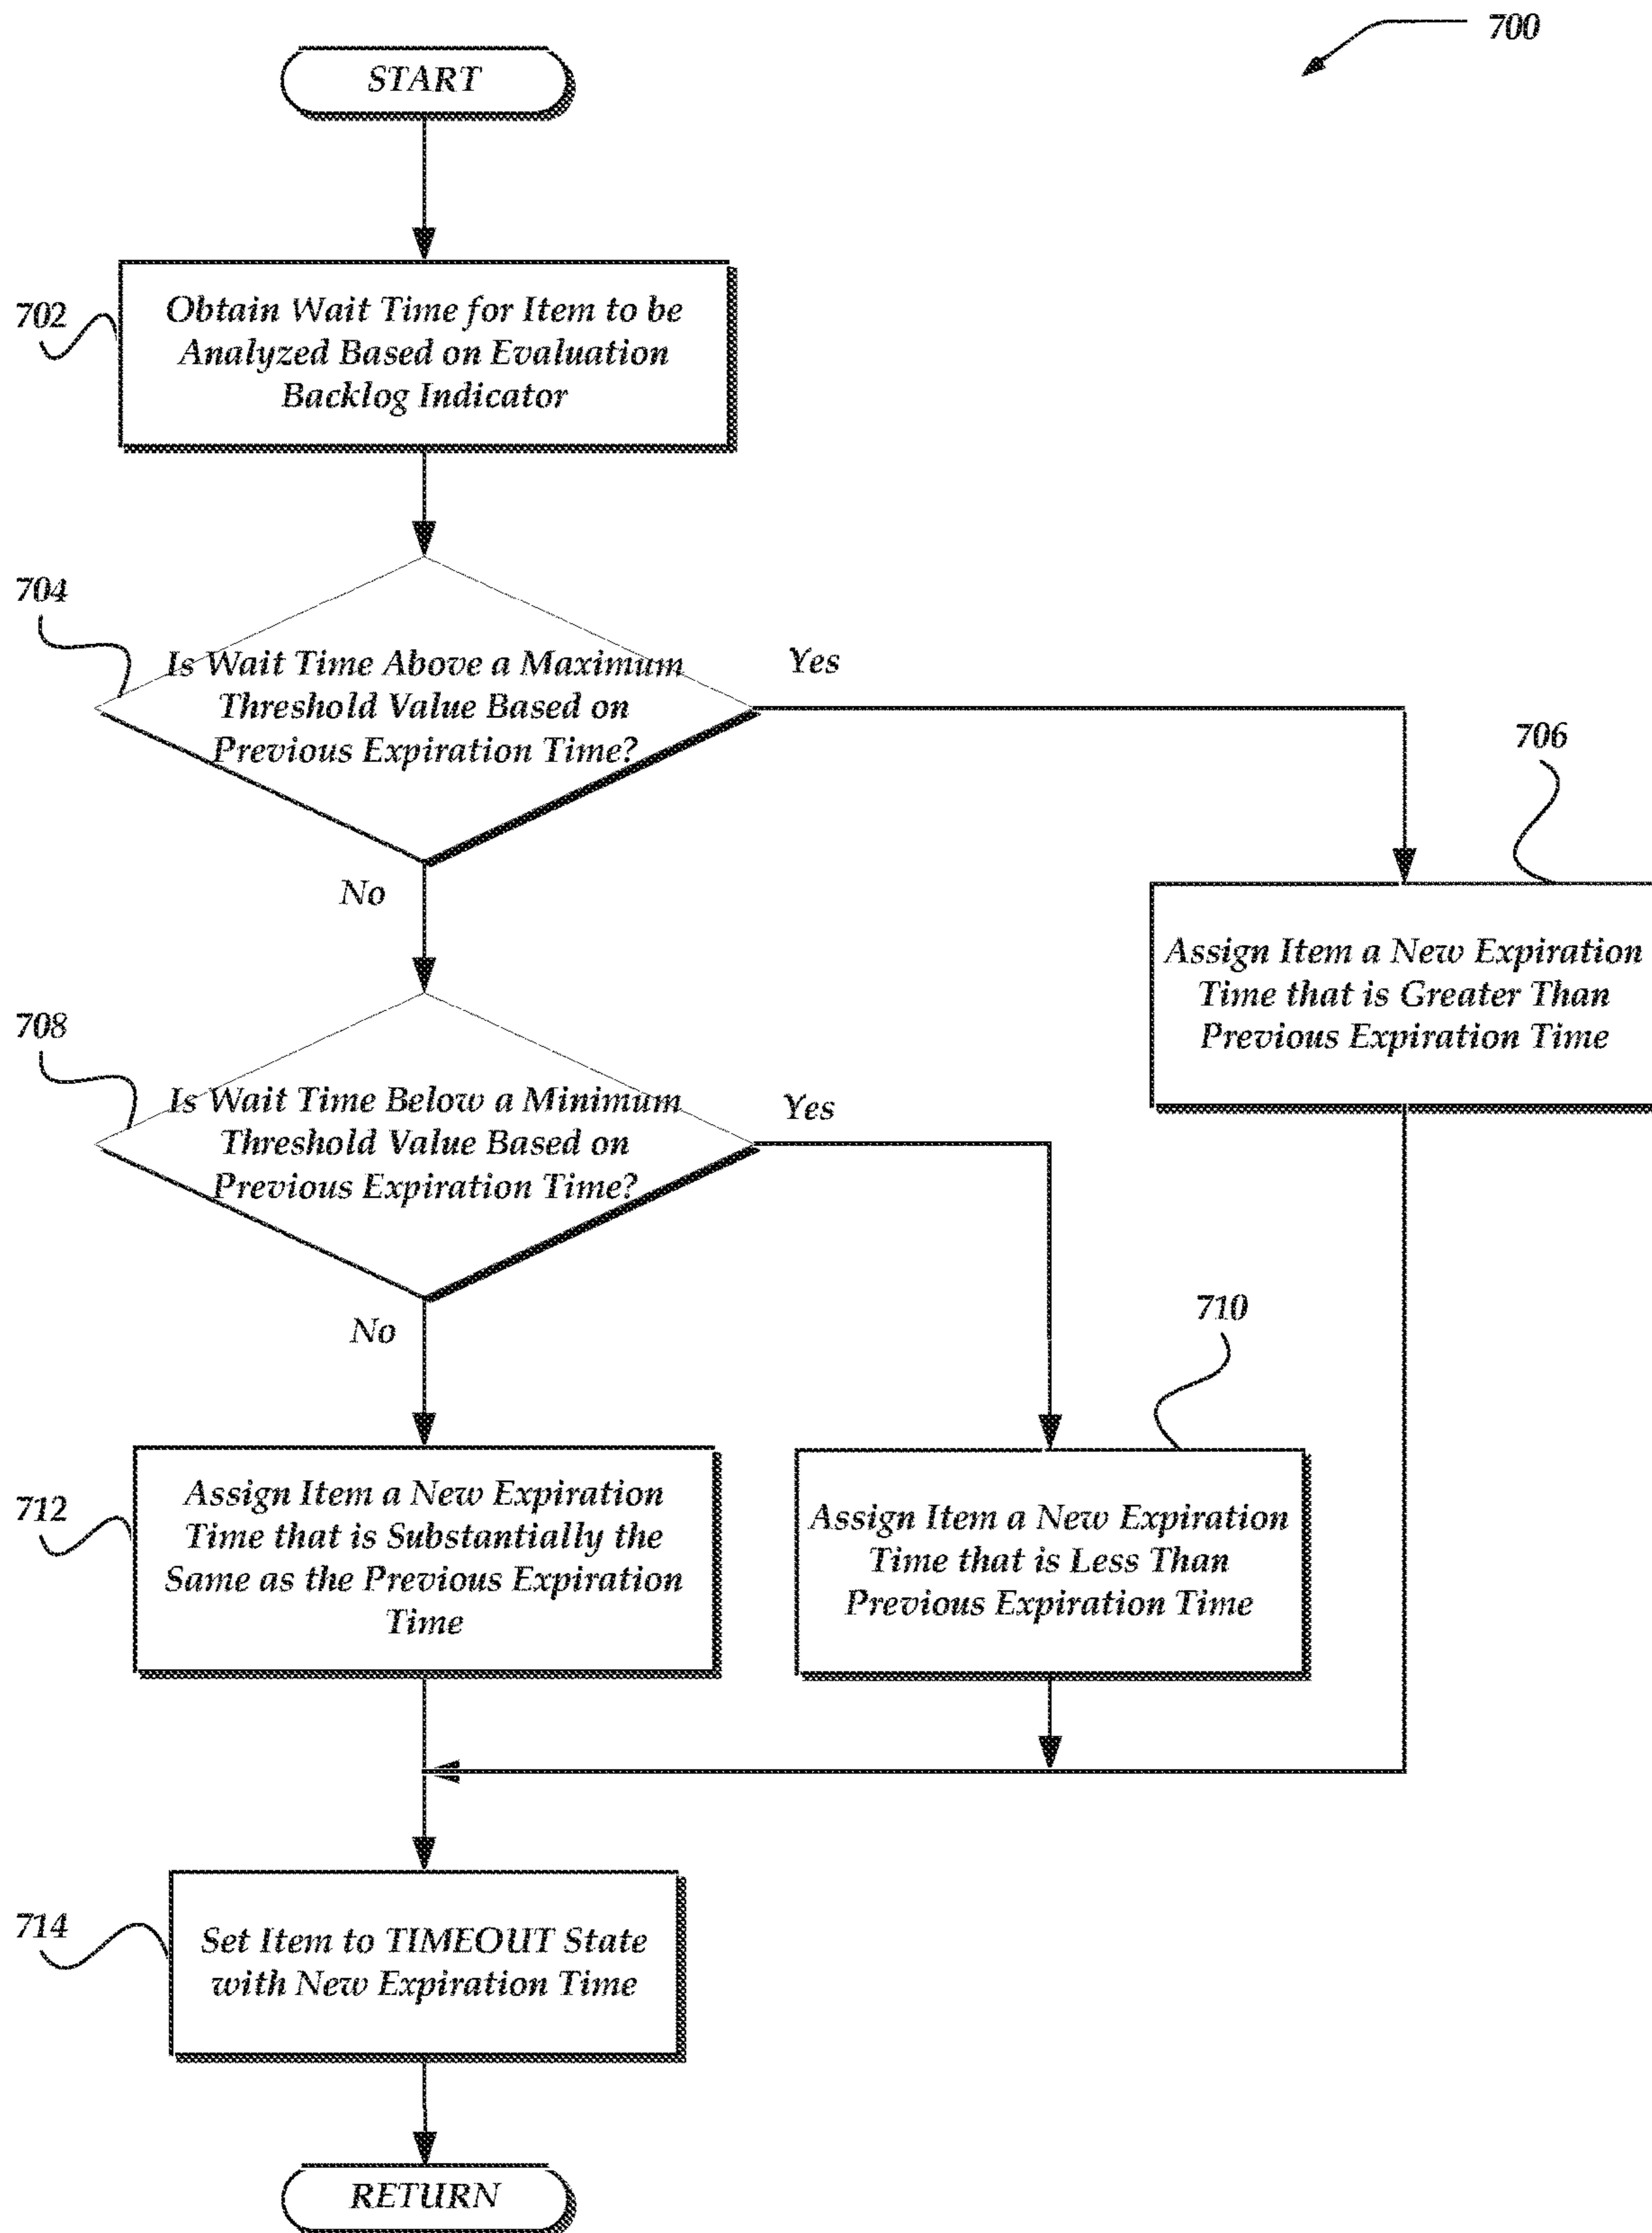 700
START
702
Obtain Wait Time for Item to be
Analyzed Based on Evaluation
Backlog Indicator
704
Is Wait Time Above a Maximum
Threshold Value Based on
Previous Expiration Time?
Yes
No
706
Assign Item a New Expiration
Time that is Greater Than
Previous Expiration Time
708
Is Wait Time Below a Minimum
Threshold Value Based on
Previous Expiration Time?
Yes
No
710
Assign Item a New Expiration
Time that is Less Than
Previous Expiration Time
712
Assign Item a New Expiration
Time that is Substantially the
Same as the Previous Expiration
Time
714
Set Item to TIMEOUT State
with New Expiration Time
RETURN